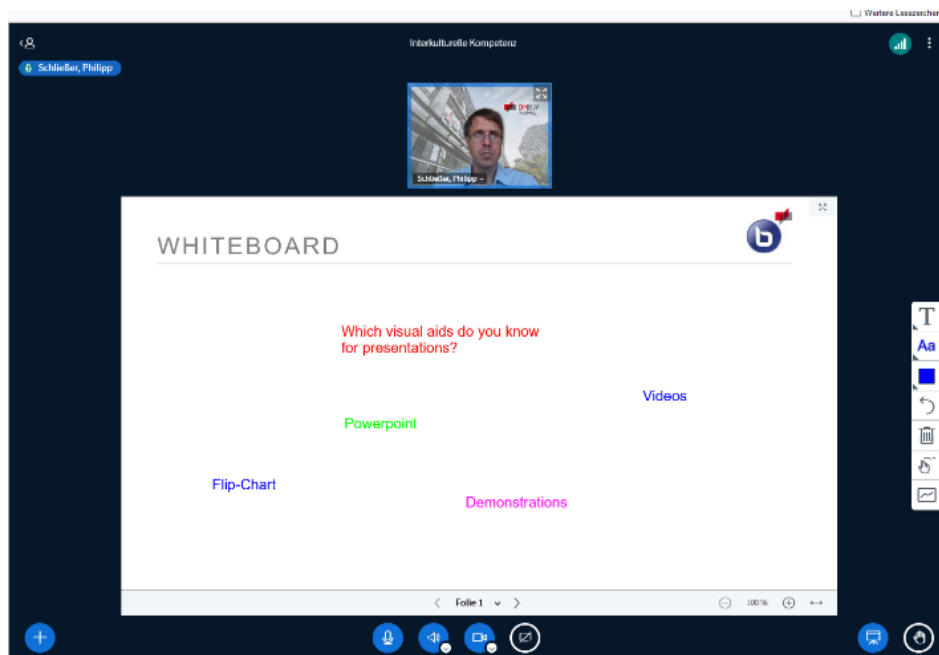 Weitere Lesezeichen
Interkulturelle Kompetenz
Schließer, Philipp
DHBW
Schließer, Philipp
WHITEBOARD
b
Which visual aids do you know
for presentations?
Videos
Powerpoint
Flip-Chart
Demonstrations
T
Aa
Folie 1
100 %